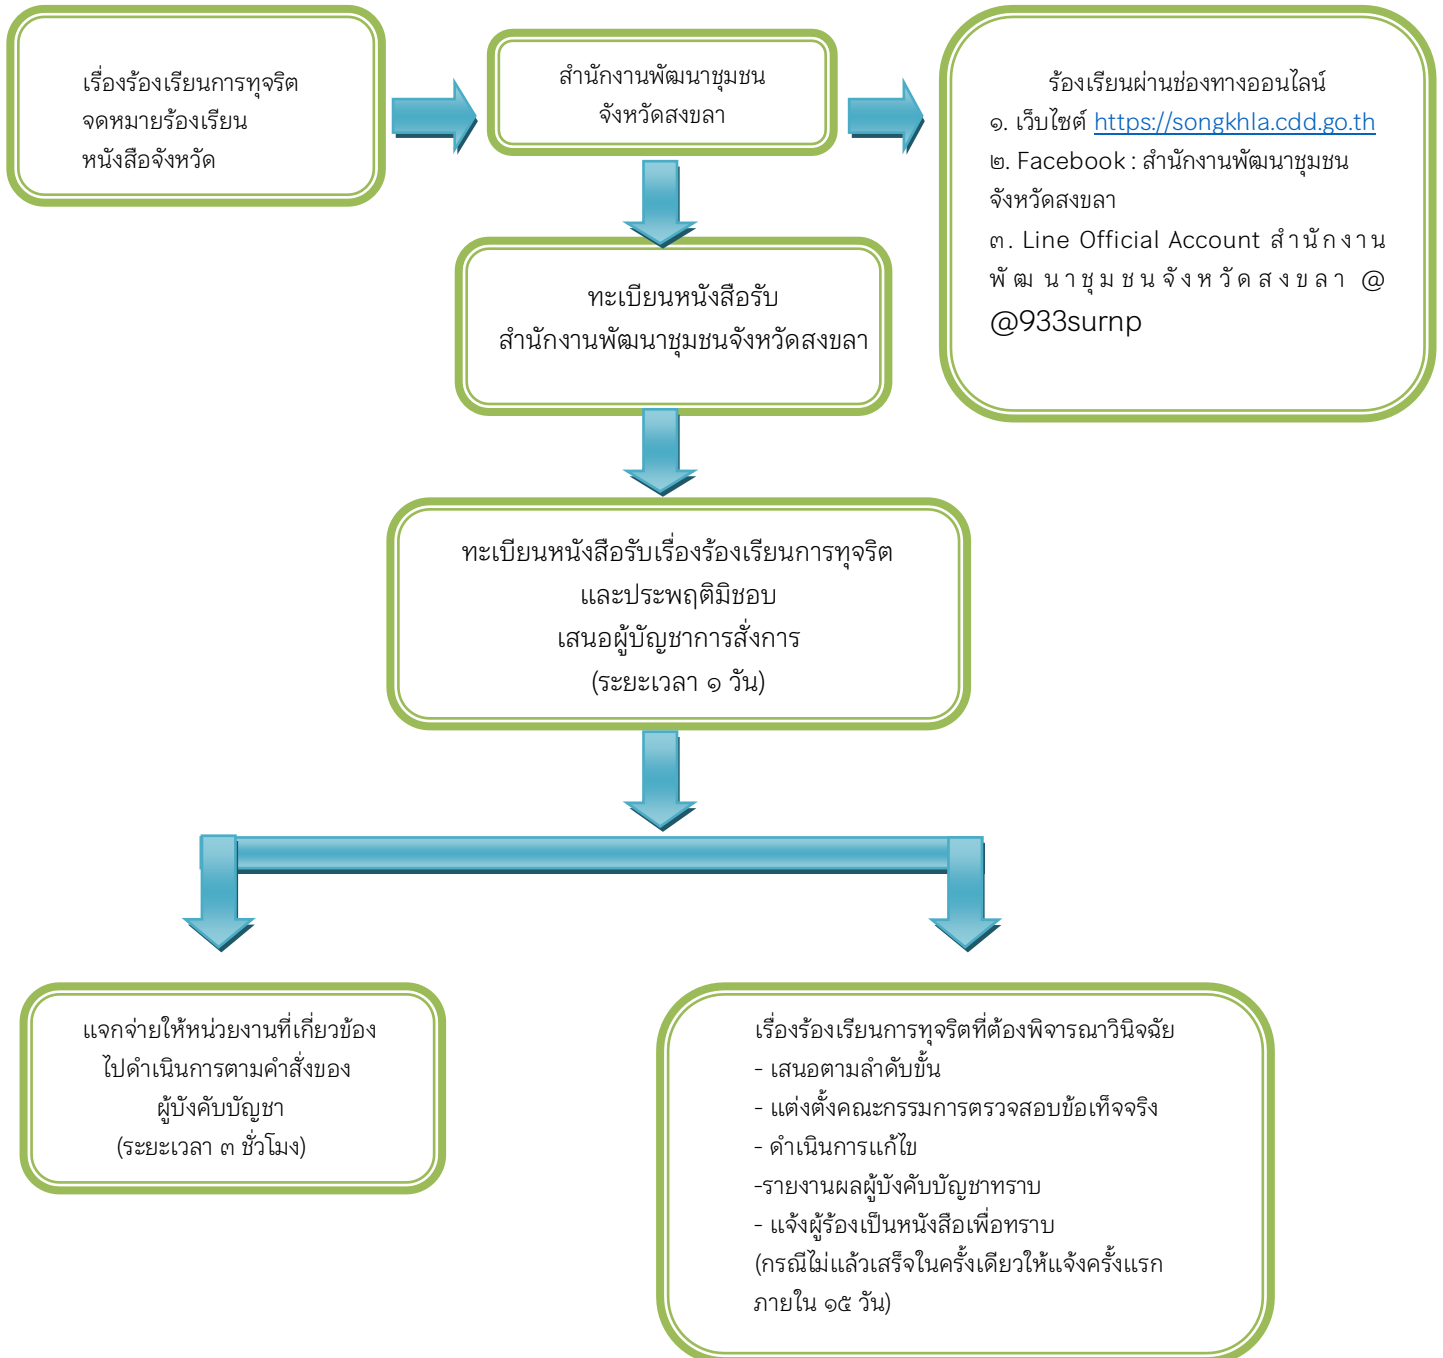 เรื่องร้องเรียนการทุจริต
จดหมายร้องเรียน
หนังสือจังหวัด
สำนักงานพัฒนาชุมชน
จังหวัดสงขลา
ร้องเรียนผ่านช่องทางออนไลน์
๑. เว็บไซต์ https://songkhla.cdd.go.th
๒. Facebook : สำนักงานพัฒนาชุมชน
จังหวัดสงขลา
๓. Line Official Account สำนักงาน
พัฒนาชุมชนจังหวัดสงขลา @
@933surnp
ทะเบียนหนังสือรับ
สำนักงานพัฒนาชุมชนจังหวัดสงขลา
ทะเบียนหนังสือรับเรื่องร้องเรียนการทุจริต
และประพฤติมิชอบ
เสนอผู้บัญชาการสั่งการ
(ระยะเวลา ๑ วัน)
แจกจ่ายให้หน่วยงานที่เกี่ยวข้อง
ไปดำเนินการตามคำสั่งของ
ผู้บังคับบัญชา
(ระยะเวลา ๓ ชั่วโมง)
เรื่องร้องเรียนการทุจริตที่ต้องพิจารณาวินิจฉัย
- เสนอตามลำดับขั้น
- แต่งตั้งคณะกรรมการตรวจสอบข้อเท็จจริง
- ดำเนินการแก้ไข
-รายงานผลผู้บังคับบัญชาทราบ
- แจ้งผู้ร้องเป็นหนังสือเพื่อทราบ
(กรณีไม่แล้วเสร็จในครั้งเดียวให้แจ้งครั้งแรก
ภายใน ๑๕ วัน)